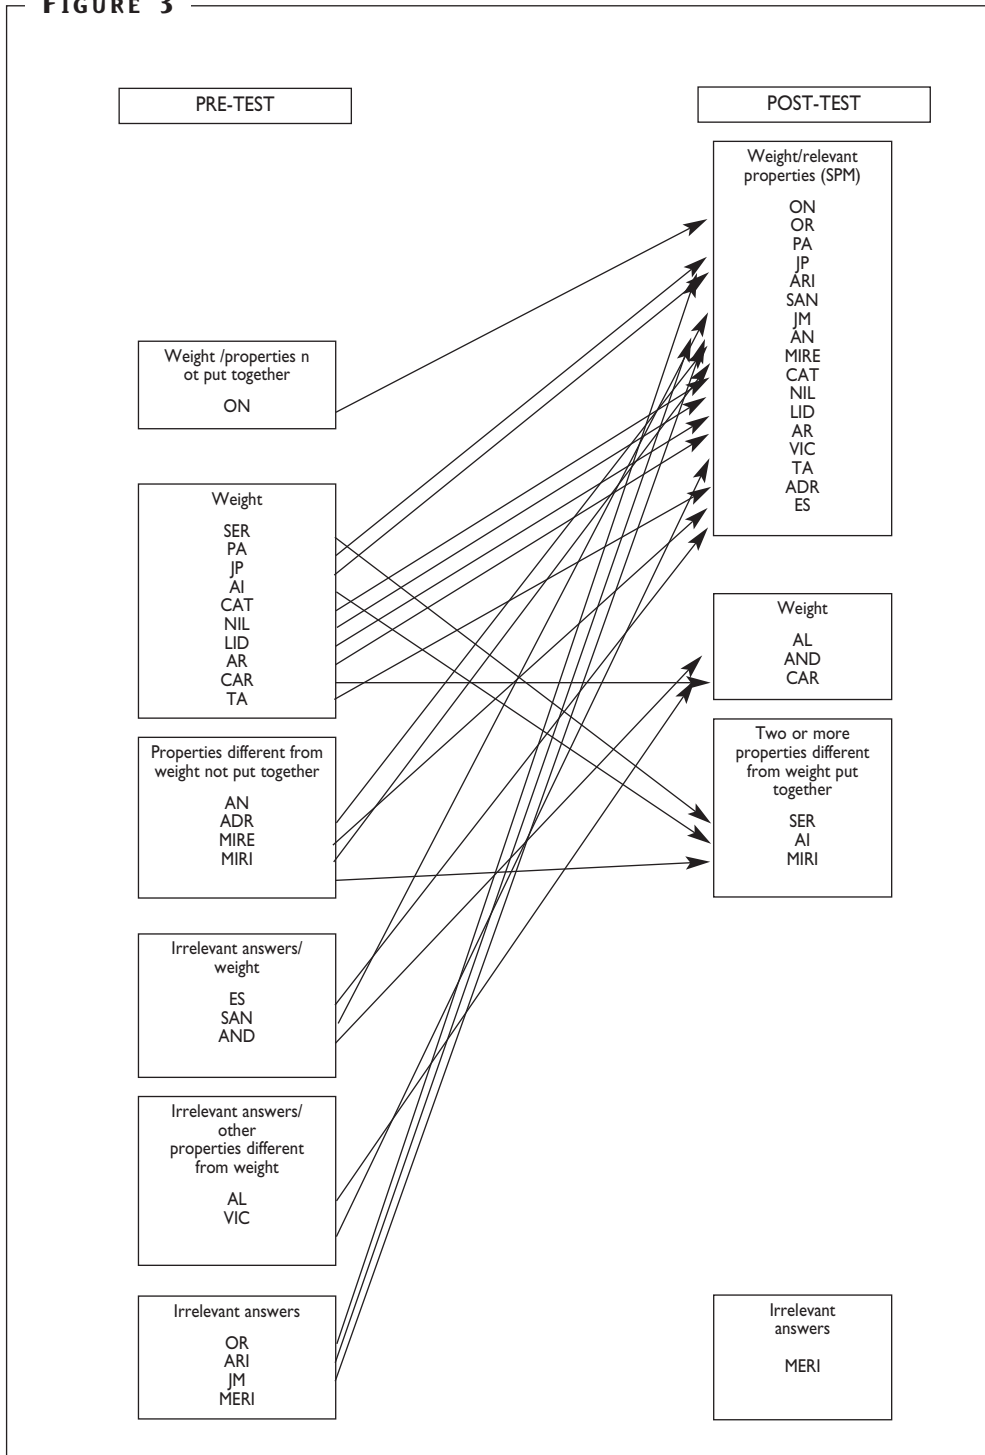 FIGURE 3
PRE-TEST
Weight /properties n
ot put together
ON
Weight
SER
PA
JP
AI
CAT
NIL
LID
AR
CAR
TA
Properties different from
weight not put together
AN
ADR
MIRE
MIRI
Irrelevant answers/
weight
ES
SAN
AND
Irrelevant answers/
other
properties different
from weight
AL
VIC
Irrelevant answers
OR
ARI
JM
MERI
POST-TEST
Weight/relevant
properties (SPM)
ON
OR
PA
JP
ARI
SAN
JM
AN
MIRE
CAT
NIL
LID
AR
VIC
TA
ADR
ES
Weight
AL
AND
CAR
Two or more
properties different
from weight put
together
SER
AI
MIRI
Irrelevant
answers
MERI